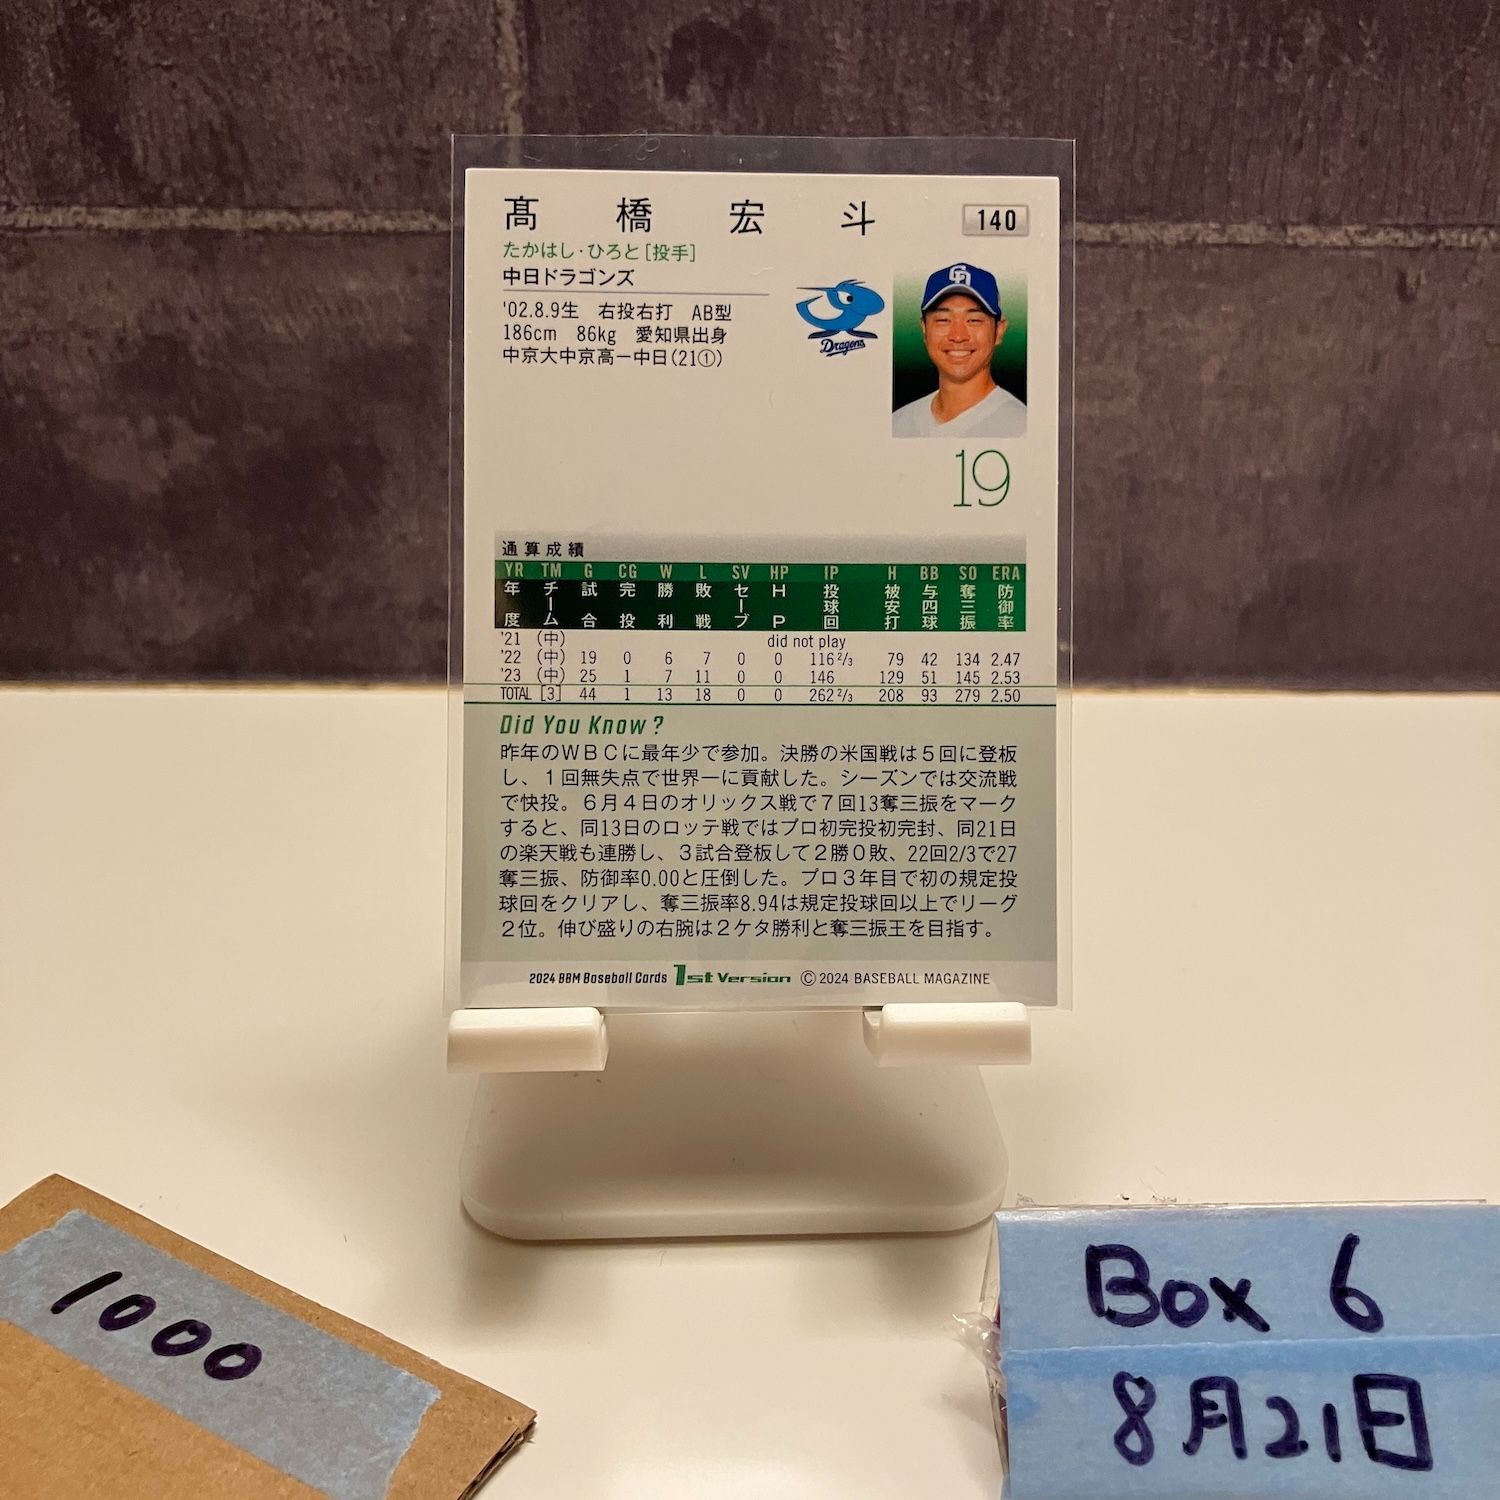 髙橋宏斗
140
たかはし・ひろと[投手]
中日ドラゴンズ
'02.8.9生 右投右打 AB型
186cm 86kg 愛知県出身
中京大中京高ー中日(21①)
Dragons
19
通算成績
YR TM G CG W L SV HP IP H BB SO ERA
年度 チーム 試合 完投 勝利 敗戦 セーブ HP 投球回 被安打 与四球 奪三振 防御率
'21 (中) did not play
'22 (中) 19 0 6 7 0 0 116 2/3 79 42 134 2.47
'23 (中) 25 1 7 11 0 0 146 129 51 145 2.53
TOTAL [3] 44 1 13 18 0 0 262 2/3 208 93 279 2.50
Did You Know?
昨年のWBCに最年少で参加。決勝の米国戦は5回に登板
し、1回無失点で世界一に貢献した。シーズンでは交流戦
で快投。6月4日のオリックス戦で7回13奪三振をマーク
すると、同13日のロッテ戦ではプロ初完投初完封、同21日
の楽天戦も連勝し、3試合登板して2勝0敗、22回2/3で27
奪三振、防御率0.00と圧倒した。プロ3年目で初の規定投
球回をクリアし、奪三振率8.94は規定投球回以上でリーグ
2位。伸び盛りの右腕は2ケタ勝利と奪三振王を目指す。
2024 BBM Baseball Cards 1st Version ©2024 BASEBALL MAGAZINE
1000
Box 6
8月21日